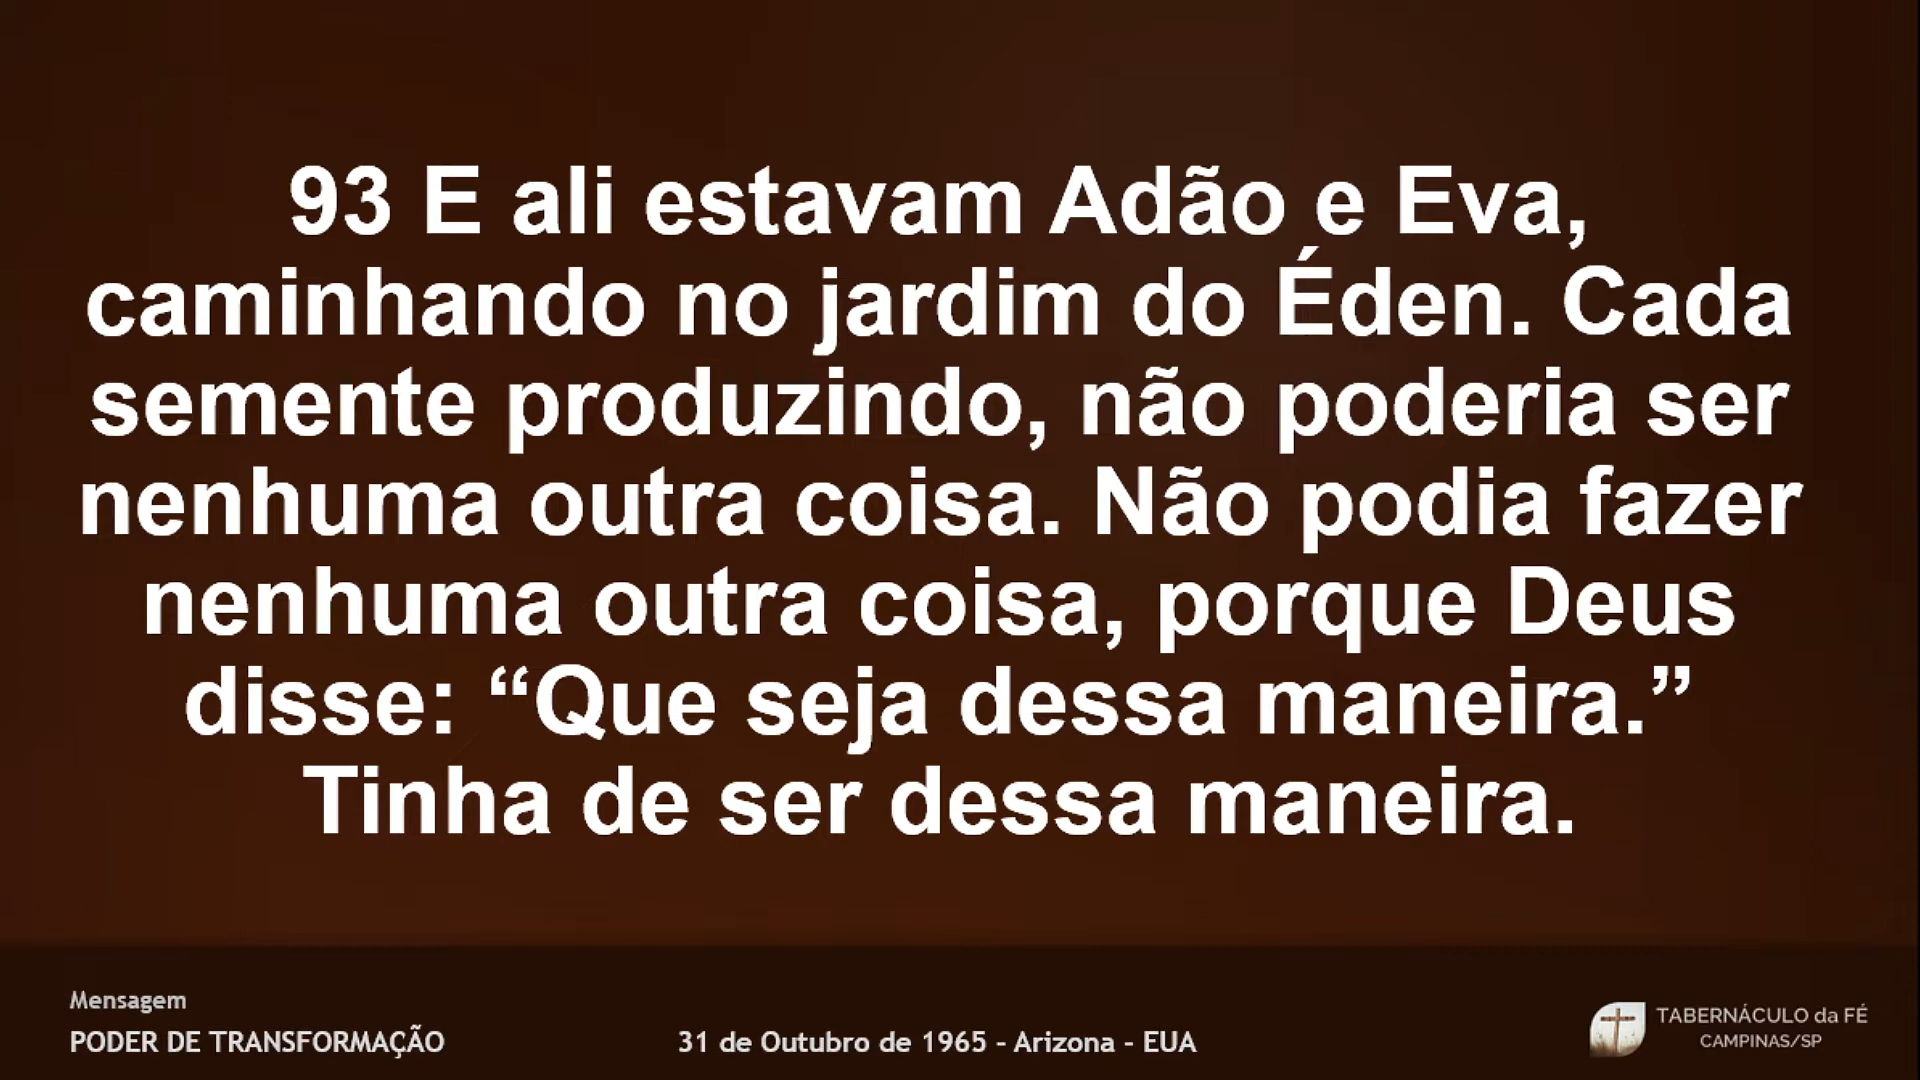 93 E ali estavam Adão e Eva,
caminhando no jardim do Éden. Cada
semente produzindo, não poderia ser
nenhuma outra coisa. Não podia fazer
nenhuma outra coisa, porque Deus
disse: “Que seja dessa maneira.”
Tinha de ser dessa maneira.
Mensagem
PODER DE TRANSFORMAÇÃO
31 de Outubro de 1965 - Arizona - EUA
TABERNÁCULO da FÉ
CAMPINAS/SP